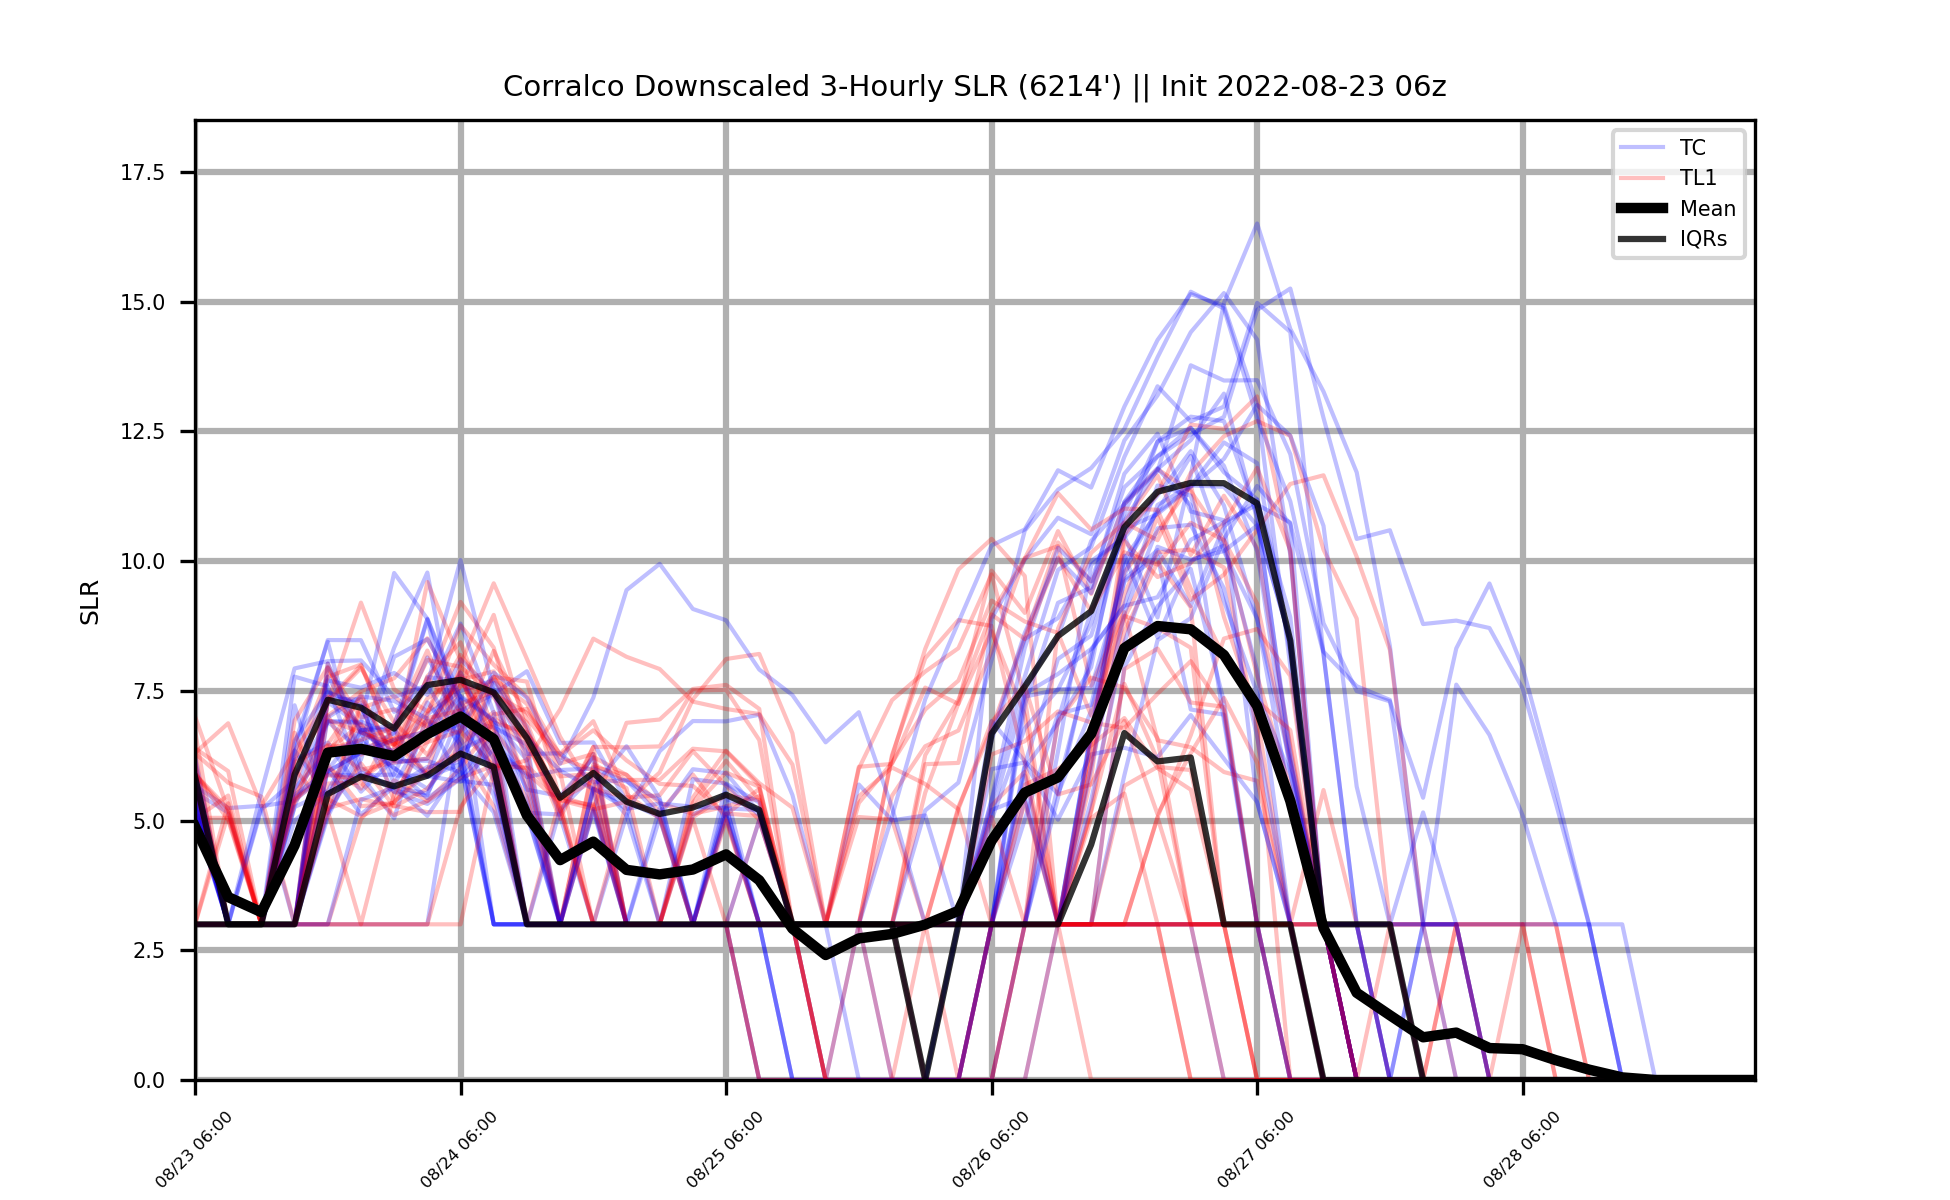 Corralco Downscaled 3-Hourly SLR (6214') || Init 2022-08-23 06z
TC
TL1
Mean
IQRs
SLR
17.5
15.0
12.5
10.0
7.5
5.0
2.5
0.0
08/23 06:00
08/24 06:00
08/25 06:00
08/26 06:00
08/27 06:00
08/28 06:00